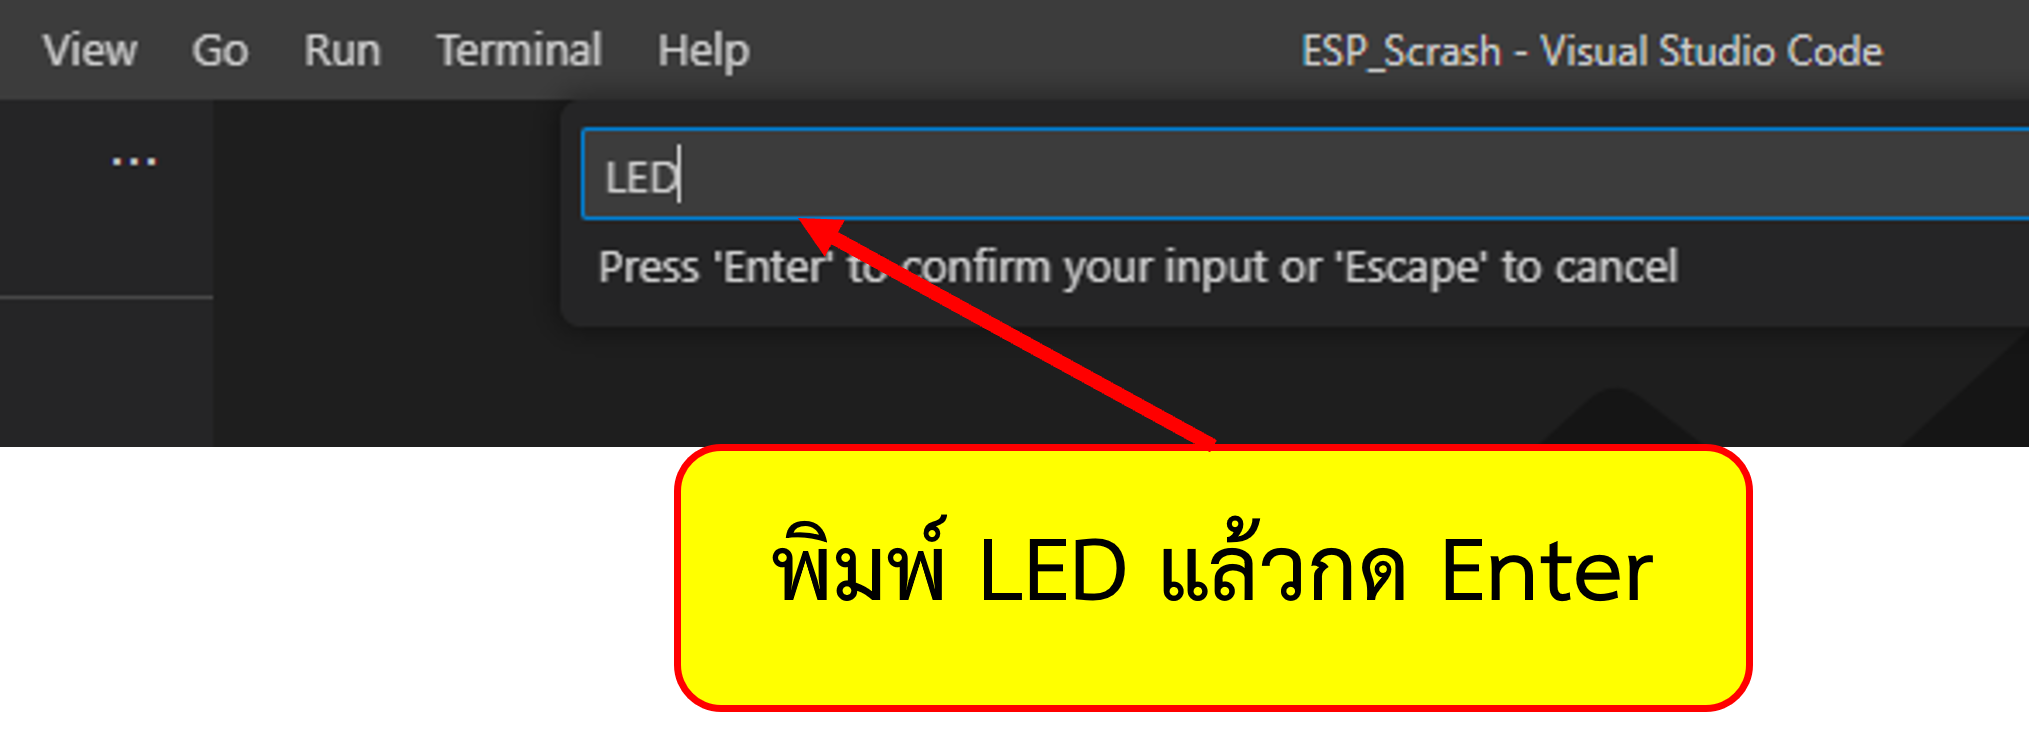 View Go Run Terminal Help ESP_Scrash - Visual Studio Code
...
LED
Press 'Enter' to confirm your input or 'Escape' to cancel
พิมพ์ LED แล้วกด Enter